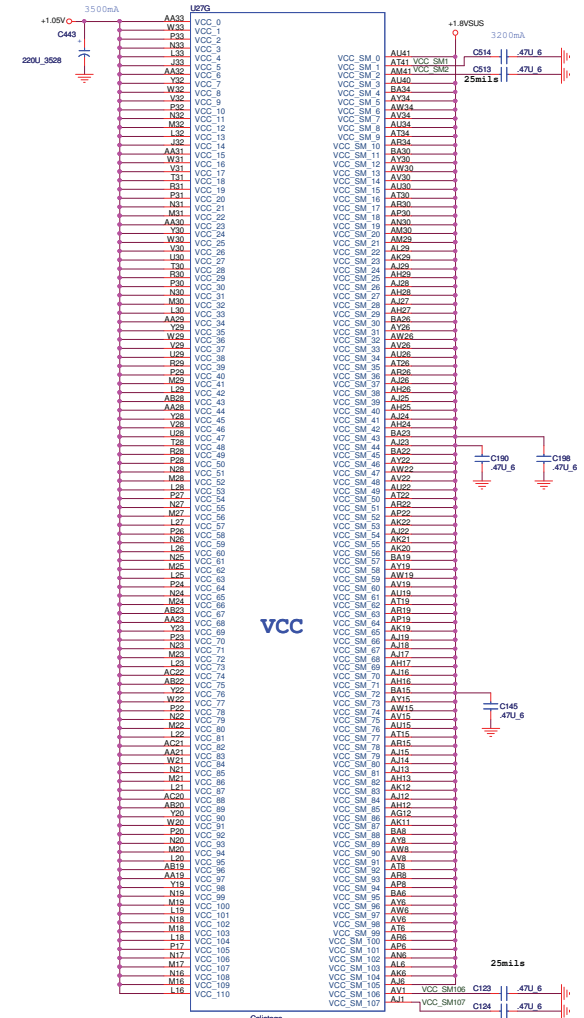 3500mA
+1.05V
C443
+
220U_3528
U27G
AA33 VCC_0
W33 VCC_1
P33 VCC_2
N33 VCC_3
L33 VCC_4
J33 VCC_5
AA32 VCC_6
Y32 VCC_7
W32 VCC_8
V32 VCC_9
P32 VCC_10
N32 VCC_11
M32 VCC_12
L32 VCC_13
J32 VCC_14
AA31 VCC_15
W31 VCC_16
V31 VCC_17
T31 VCC_18
R31 VCC_19
P31 VCC_20
N31 VCC_21
M31 VCC_22
AA30 VCC_23
Y30 VCC_24
W30 VCC_25
V30 VCC_26
U30 VCC_27
T30 VCC_28
R30 VCC_29
P30 VCC_30
N30 VCC_31
M30 VCC_32
L30 VCC_33
AA29 VCC_34
Y29 VCC_35
W29 VCC_36
V29 VCC_37
U29 VCC_38
R29 VCC_39
P29 VCC_40
M29 VCC_41
L29 VCC_42
AB28 VCC_43
AA28 VCC_44
Y28 VCC_45
V28 VCC_46
U28 VCC_47
T28 VCC_48
R28 VCC_49
P28 VCC_50
N28 VCC_51
M28 VCC_52
L28 VCC_53
P27 VCC_54
N27 VCC_55
M27 VCC_56
L27 VCC_57
P26 VCC_58
N26 VCC_59
L26 VCC_60
N25 VCC_61
M25 VCC_62
L25 VCC_63
P24 VCC_64
N24 VCC_65
M24 VCC_66
AB23 VCC_67
AA23 VCC_68
Y23 VCC_69
P23 VCC_70
N23 VCC_71
M23 VCC_72
L23 VCC_73
AC22 VCC_74
AB22 VCC_75
Y22 VCC_76
W22 VCC_77
P22 VCC_78
N22 VCC_79
M22 VCC_80
L22 VCC_81
AC21 VCC_82
AA21 VCC_83
W21 VCC_84
N21 VCC_85
M21 VCC_86
L21 VCC_87
AC20 VCC_88
AB20 VCC_89
Y20 VCC_90
W20 VCC_91
P20 VCC_92
N20 VCC_93
M20 VCC_94
L20 VCC_95
AB19 VCC_96
AA19 VCC_97
Y19 VCC_98
N19 VCC_99
M19 VCC_100
L19 VCC_101
N18 VCC_102
M18 VCC_103
L18 VCC_104
P17 VCC_105
N17 VCC_106
M17 VCC_107
N16 VCC_108
M16 VCC_109
L16 VCC_110
VCC
VCC_SM_0 AU41
VCC_SM_1 AT41 VCC_SM1
VCC_SM_2 AM41 VCC_SM2
VCC_SM_3 AU40
VCC_SM_4 BA34
VCC_SM_5 AY34
VCC_SM_6 AW34
VCC_SM_7 AV34
VCC_SM_8 AU34
VCC_SM_9 AT34
VCC_SM_10 AR34
VCC_SM_11 BA30
VCC_SM_12 AY30
VCC_SM_13 AW30
VCC_SM_14 AV30
VCC_SM_15 AU30
VCC_SM_16 AT30
VCC_SM_17 AR30
VCC_SM_18 AP30
VCC_SM_19 AN30
VCC_SM_20 AM30
VCC_SM_21 AM29
VCC_SM_22 AL29
VCC_SM_23 AK29
VCC_SM_24 AJ29
VCC_SM_25 AH29
VCC_SM_26 AJ28
VCC_SM_27 AH28
VCC_SM_28 AJ27
VCC_SM_29 AH27
VCC_SM_30 BA26
VCC_SM_31 AY26
VCC_SM_32 AW26
VCC_SM_33 AV26
VCC_SM_34 AU26
VCC_SM_35 AT26
VCC_SM_36 AR26
VCC_SM_37 AJ26
VCC_SM_38 AH26
VCC_SM_39 AJ25
VCC_SM_40 AH25
VCC_SM_41 AJ24
VCC_SM_42 AH24
VCC_SM_43 BA23
VCC_SM_44 AJ23
VCC_SM_45 BA22
VCC_SM_46 AY22
VCC_SM_47 AW22
VCC_SM_48 AV22
VCC_SM_49 AU22
VCC_SM_50 AT22
VCC_SM_51 AR22
VCC_SM_52 AP22
VCC_SM_53 AK22
VCC_SM_54 AJ22
VCC_SM_55 AK21
VCC_SM_56 AK20
VCC_SM_57 BA19
VCC_SM_58 AY19
VCC_SM_59 AW19
VCC_SM_60 AV19
VCC_SM_61 AU19
VCC_SM_62 AT19
VCC_SM_63 AR19
VCC_SM_64 AP19
VCC_SM_65 AK19
VCC_SM_66 AJ19
VCC_SM_67 AJ18
VCC_SM_68 AJ17
VCC_SM_69 AH17
VCC_SM_70 AJ16
VCC_SM_71 AH16
VCC_SM_72 BA15
VCC_SM_73 AY15
VCC_SM_74 AW15
VCC_SM_75 AV15
VCC_SM_76 AU15
VCC_SM_77 AT15
VCC_SM_78 AR15
VCC_SM_79 AJ15
VCC_SM_80 AJ14
VCC_SM_81 AJ13
VCC_SM_82 AH13
VCC_SM_83 AK12
VCC_SM_84 AJ12
VCC_SM_85 AH12
VCC_SM_86 AG12
VCC_SM_87 AK11
VCC_SM_88 BA8
VCC_SM_89 AY8
VCC_SM_90 AW8
VCC_SM_91 AV8
VCC_SM_92 AT8
VCC_SM_93 AR8
VCC_SM_94 AP8
VCC_SM_95 BA6
VCC_SM_96 AY6
VCC_SM_97 AW6
VCC_SM_98 AV6
VCC_SM_99 AT6
VCC_SM_100 AR6
VCC_SM_101 AP6
VCC_SM_102 AN6
VCC_SM_103 AL6
VCC_SM_104 AK6
VCC_SM_105 AJ6
VCC_SM_106 AV1 VCC_SM106
VCC_SM_107 AJ1 VCC_SM107
+1.8VSUS
3200mA
C514 .47U_6
C513 .47U_6
25mils
C190
.47U_6
C198
.47U_6
C145
.47U_6
25mils
C123 .47U_6
C124 .47U_6